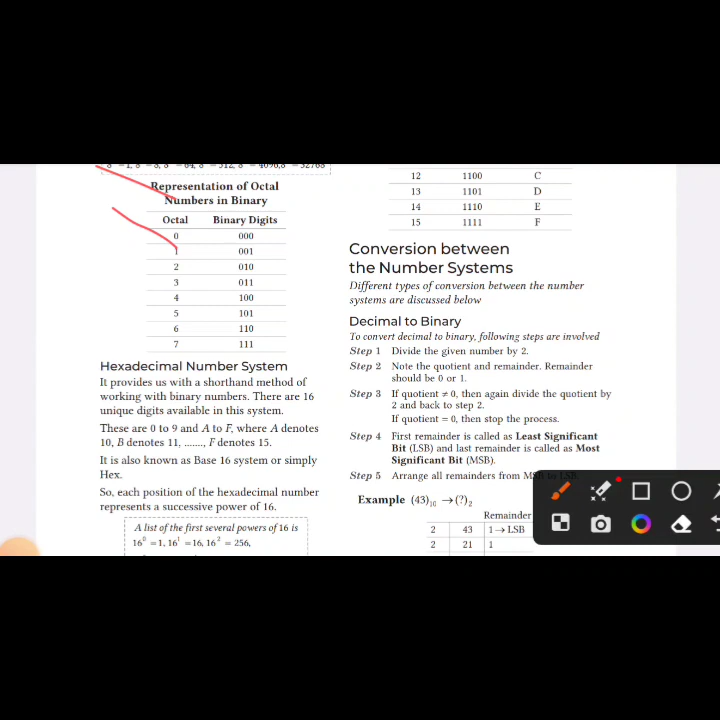 Representation of Octal
Numbers in Binary
Octal Binary Digits
0 000
1 001
2 010
3 011
4 100
5 101
6 110
7 111
Hexadecimal Number System
It provides us with a shorthand method of
working with binary numbers. There are 16
unique digits available in this system.
These are 0 to 9 and A to F, where A denotes
10, B denotes 11, ......., F denotes 15.
It is also known as Base 16 system or simply
Hex.
So, each position of the hexadecimal number
represents a successive power of 16.
A list of the first several powers of 16 is
16⁰ = 1, 16¹ = 16, 16² = 256,
12 1100 C
13 1101 D
14 1110 E
15 1111 F
Conversion between
the Number Systems
Different types of conversion between the number
systems are discussed below
Decimal to Binary
To convert decimal to binary, following steps are involved
Step 1 Divide the given number by 2.
Step 2 Note the quotient and remainder. Remainder
should be 0 or 1.
Step 3 If quotient ≠ 0, then again divide the quotient by
2 and back to step 2.
If quotient = 0, then stop the process.
Step 4 First remainder is called as Least Significant
Bit (LSB) and last remainder is called as Most
Significant Bit (MSB).
Step 5 Arrange all remainders from MSB to LSB.
Example (43)₁₀ → (?)₂
Remainder
2 43 1→ LSB
2 21 1